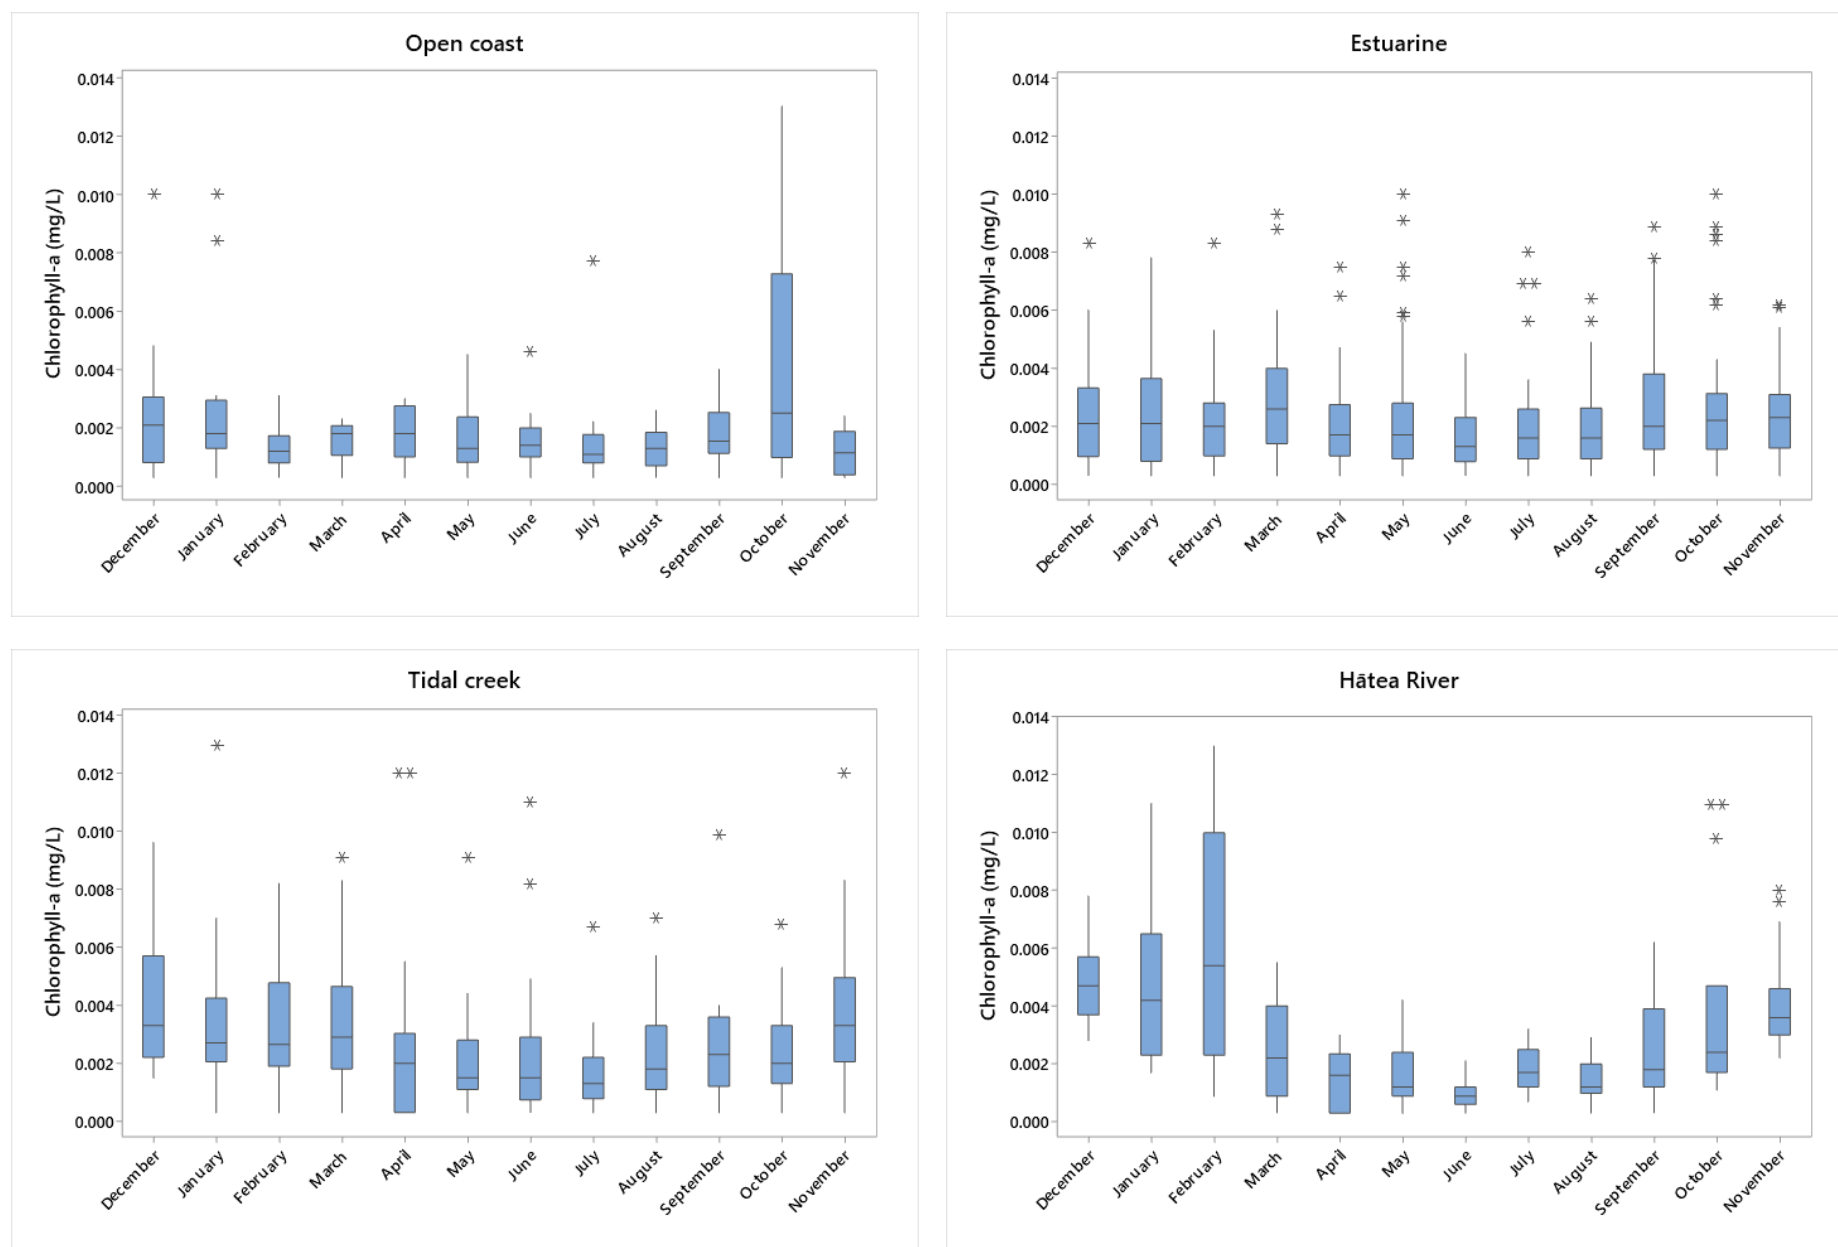 Open coast
Chlorophyll-a (mg/L)
0.014
0.012
0.010
0.008
0.006
0.004
0.002
0.000
December
January
February
March
April
May
June
July
August
September
October
November
Estuarine
Chlorophyll-a (mg/L)
0.014
0.012
0.010
0.008
0.006
0.004
0.002
0.000
December
January
February
March
April
May
June
July
August
September
October
November
Tidal creek
Chlorophyll-a (mg/L)
0.014
0.012
0.010
0.008
0.006
0.004
0.002
0.000
December
January
February
March
April
May
June
July
August
September
October
November
Hātea River
Chlorophyll-a (mg/L)
0.014
0.012
0.010
0.008
0.006
0.004
0.002
0.000
December
January
February
March
April
May
June
July
August
September
October
November